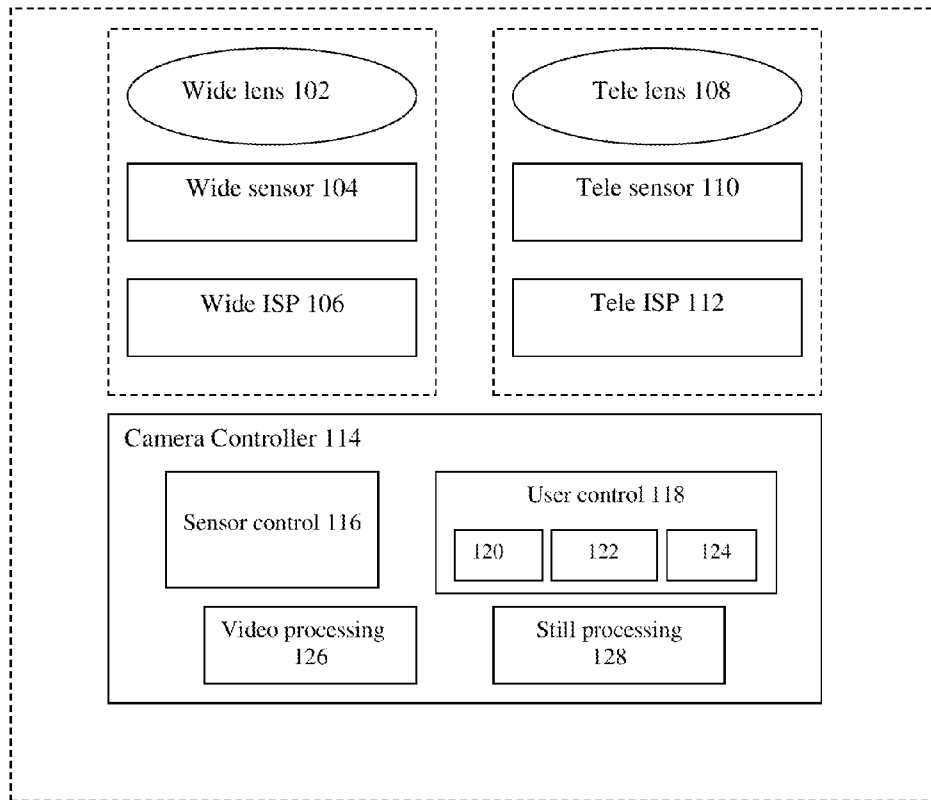 Wide lens 102
Tele lens 108
Wide sensor 104
Tele sensor 110
Wide ISP 106
Tele ISP 112
Camera Controller 114
Sensor control 116
User control 118
120
122
124
Video processing
126
Still processing
128